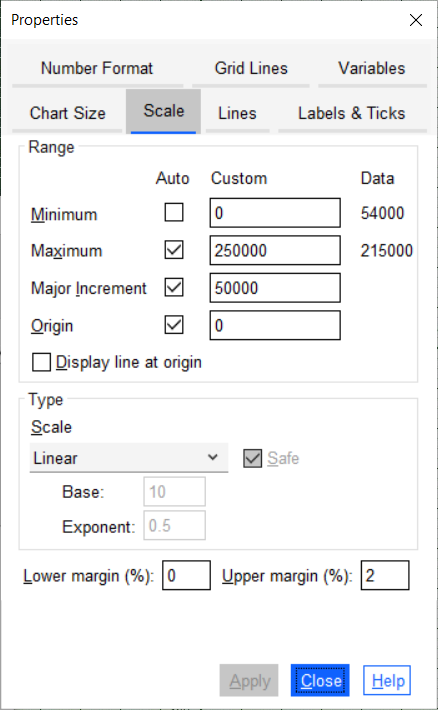 Properties
Number Format Grid Lines Variables
Chart Size Scale Lines Labels & Ticks
Range
Auto Custom Data
Minimum 0 54000
Maximum 250000 215000
Major Increment 50000
Origin 0
Display line at origin
Type
Scale
Linear Safe
Base: 10
Exponent: 0.5
Lower margin (%): 0 Upper margin (%): 2
Apply Close Help